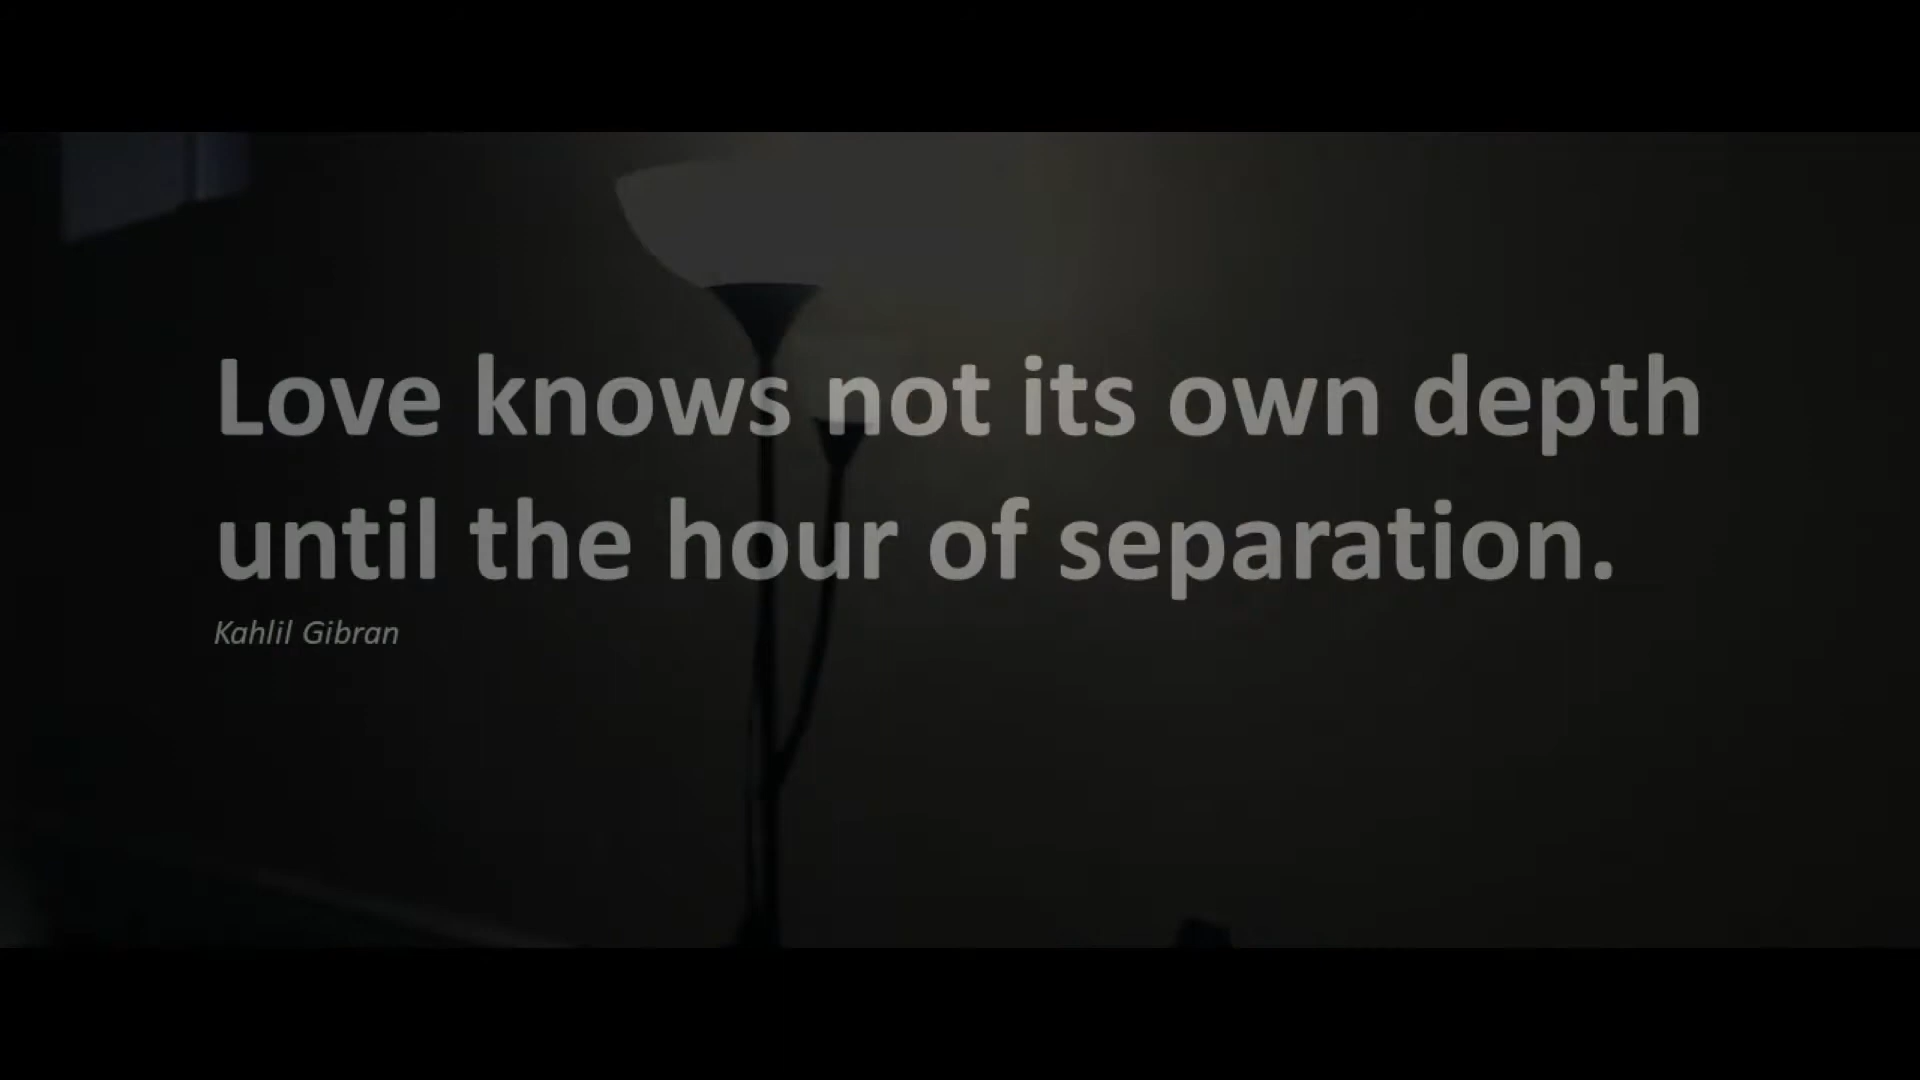 Love knows not its own depth
until the hour of separation.
Kahlil Gibran